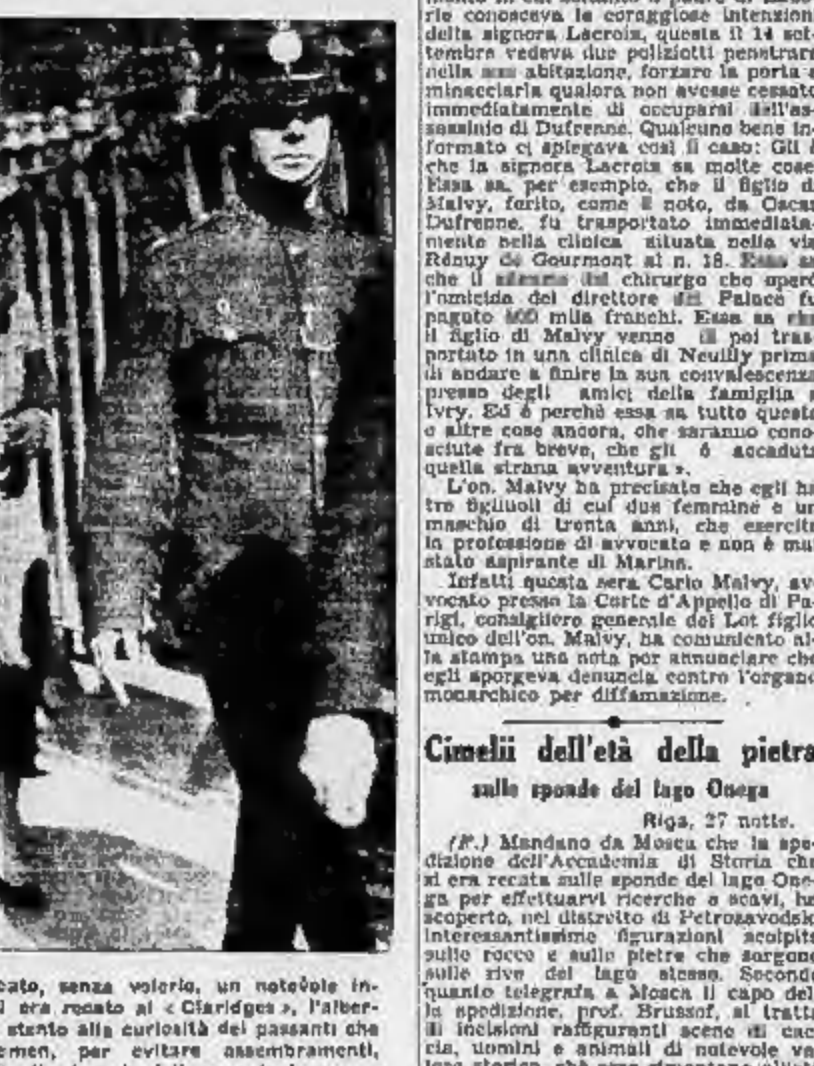 rie conosceva le coraggiose intenzioni
della signora Lacroix, questa il 14 set-
tembre vedeva due poliziotti penetrare
nella sua abitazione, forzare la porta e
minacciarla qualora non avesse cessato
immediatamente di occuparsi dell'as-
sassinio di Dufrenne. Qualcuno bene in-
formato ci spiegava così il caso: Gli è
che la signora Lacroix sa molte cose.
Essa sa, per esempio, che il figlio di
Malvy, ferito, come è noto, da Oscar
Dufrenne, fu trasportato immediata-
mente nella clinica situata nella via
Rémy de Gourmont al n. 18. Essa sa
che il chirurgo che operò
l'omicida del direttore del Palace fu
pagato mila franchi. Essa sa che
il figlio di Malvy venne di poi tras-
portato in una clinica di Neuilly prima
di andare a finire la sua convalescenza
presso degli amici della famiglia a
Ivry. Ed è perchè essa sa tutto questo
e altre cose ancora, che saranno cono-
sciute fra breve, che gli è accaduta
quella strana avventura ».
L'on. Malvy ha precisato che egli ha
tre figliuoli di cui due femmine e un
maschio di trenta anni, che esercita
la professione di avvocato e non è mai
stato aspirante di Marina.
Infatti questa sera Carlo Malvy, av-
vocato presso la Corte d'Appello di Pa-
rigi, consigliere generale del Lot figlio
unico dell'on. Malvy, ha comunicato al-
la stampa una nota per annunciare che
egli sporgeva denuncia contro l'organo
monarchico per diffamazione.
Cimelii dell'età della pietra
sulle sponde del lago Onega
Riga, 27 notte.
(F.) Mandano da Mosca che la spe-
dizione dell'Accademia di Storia che
si era recata sulle sponde del lago One-
ga per effettuarvi ricerche e scavi, ha
scoperto, nel distretto di Petrosavodsk
interessantissime figurazioni scolpite
sulle rocce e sulle pietre che sorgono
sulle rive del lago stesso. Secondo
quanto telegrafa a Mosca il capo del-
la spedizione, prof. Brussof, si tratta
di incisioni raffiguranti scene di cac-
cia, uomini e animali di notevole va-
cato, senza volerlo, un notevole in-
era recato al « Claridges », l'alber-
stante alla curiosità dei passanti che
emen, per evitare assembramenti,